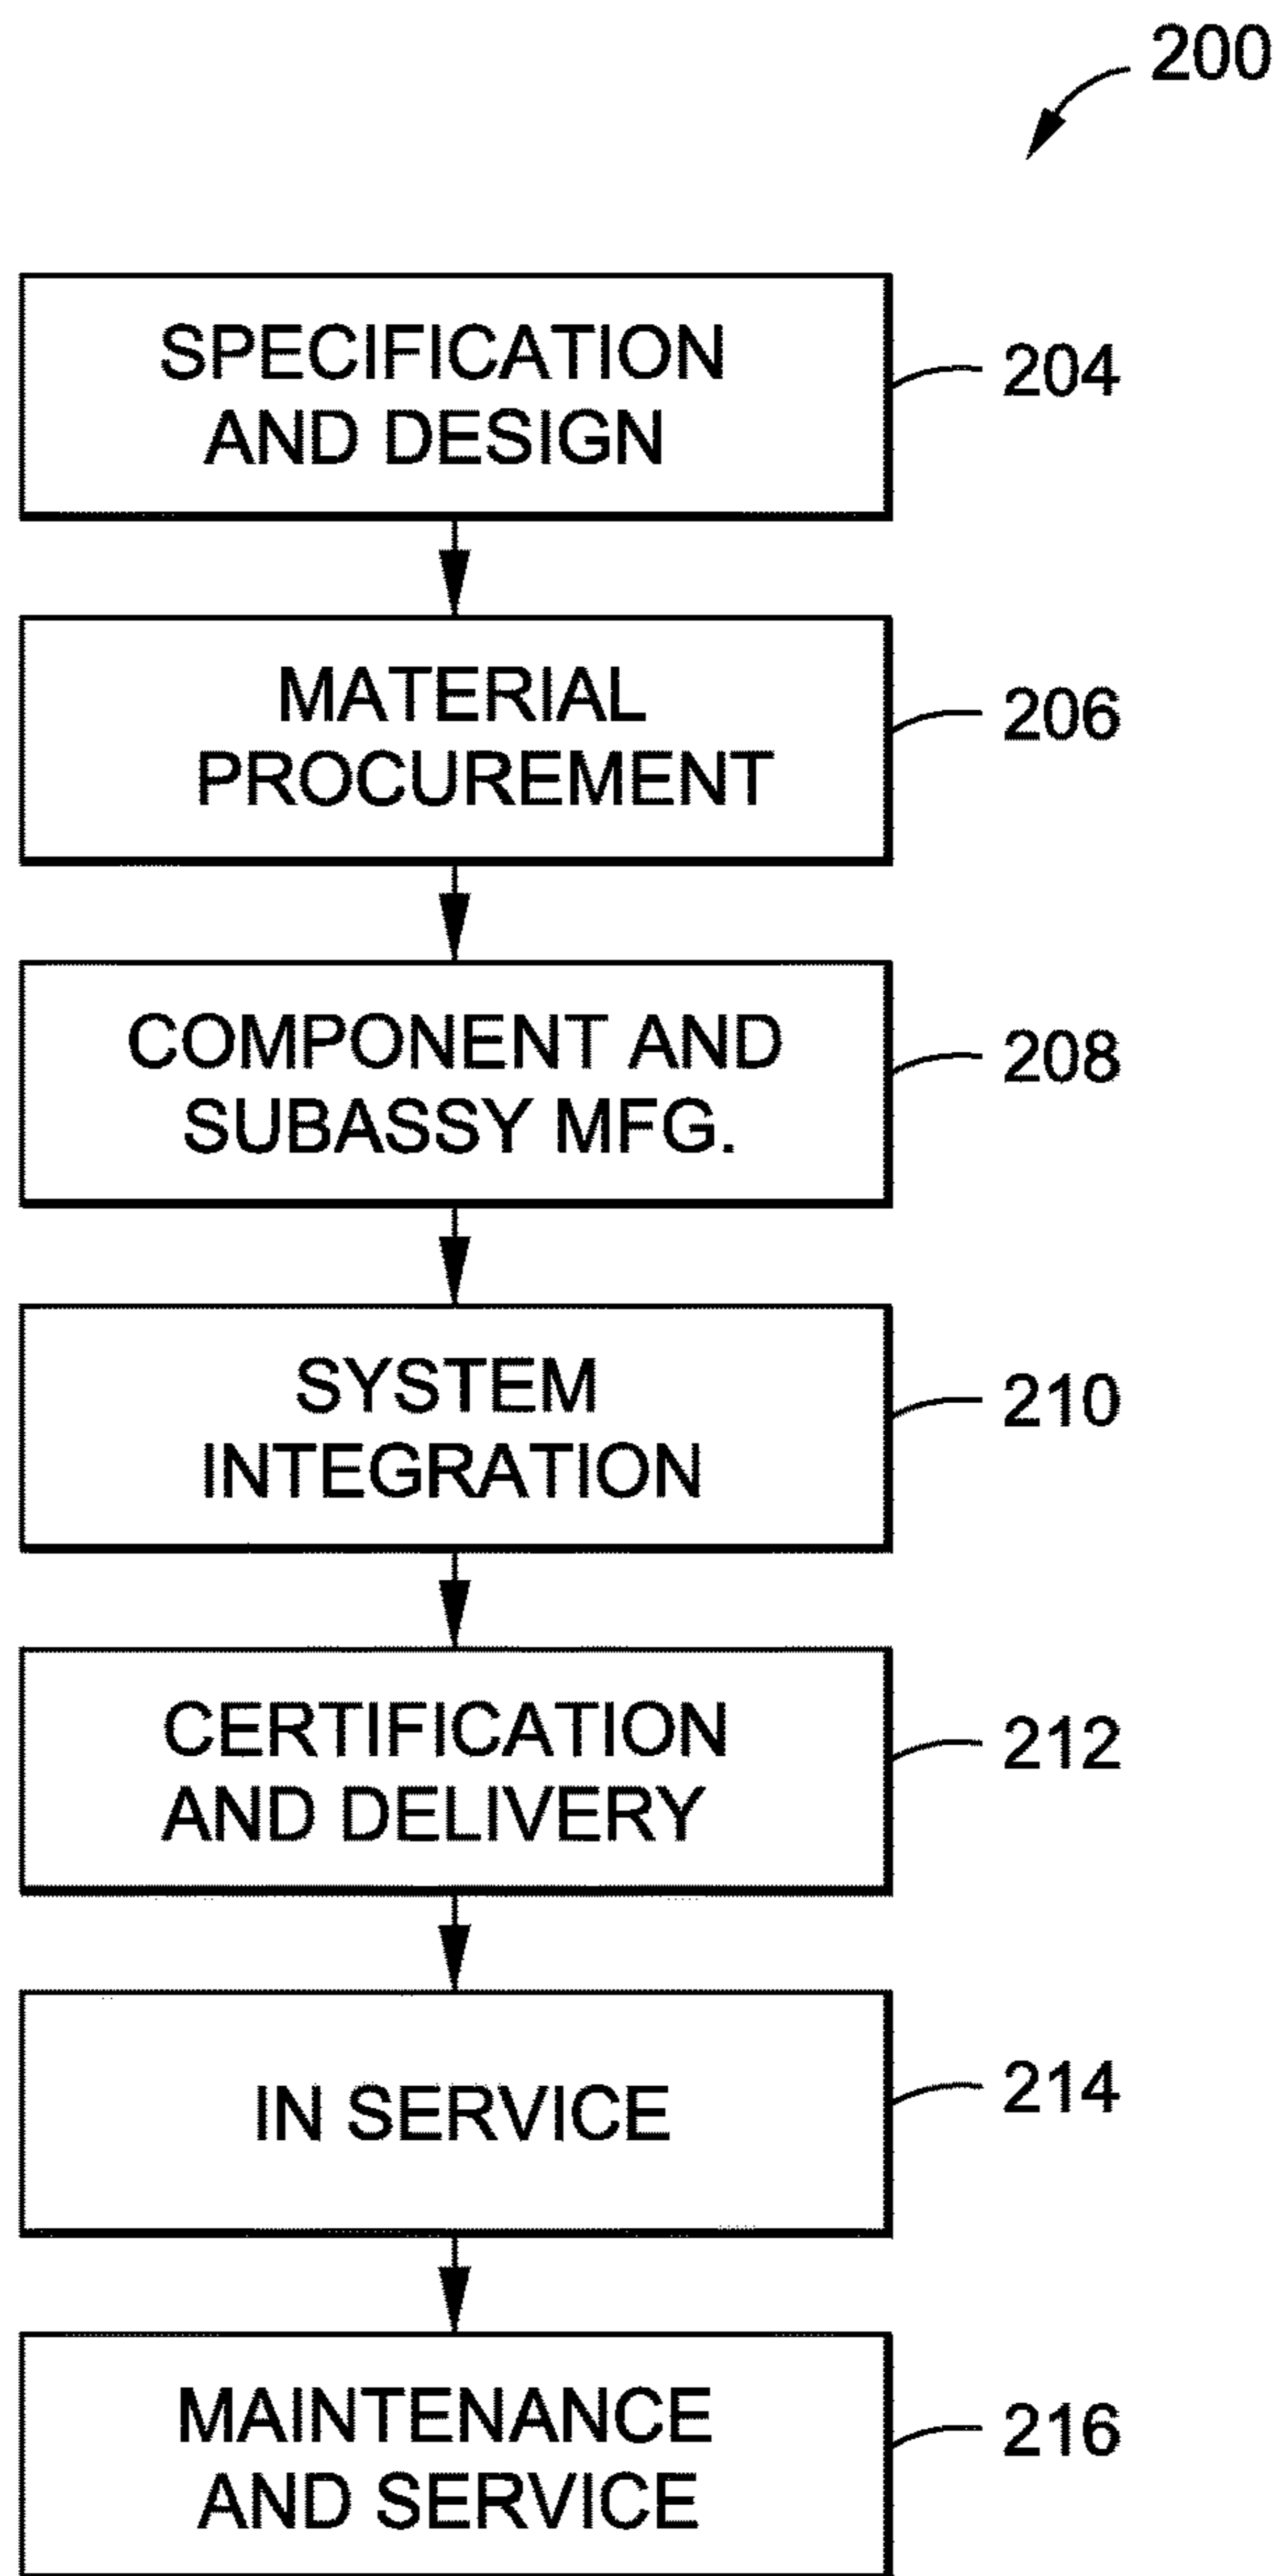 200
SPECIFICATION
AND DESIGN
204
MATERIAL
PROCUREMENT
206
COMPONENT AND
SUBASSY MFG.
208
SYSTEM
INTEGRATION
210
CERTIFICATION
AND DELIVERY
212
IN SERVICE
214
MAINTENANCE
AND SERVICE
216